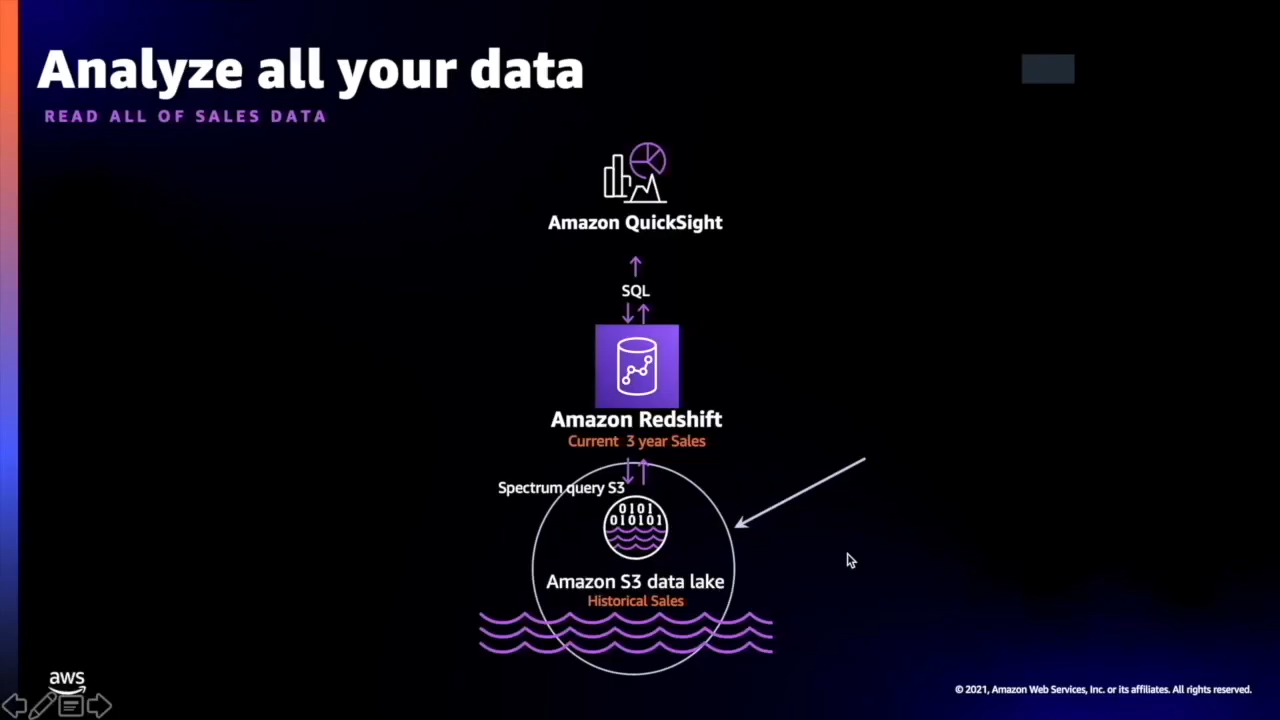 Analyze all your data
READ ALL OF SALES DATA
Amazon QuickSight
SQL
Amazon Redshift
Current 3 year Sales
Spectrum query S3
0101
010101
Amazon S3 data lake
Historical Sales
aws
© 2021, Amazon Web Services, Inc. or its affiliates. All rights reserved.